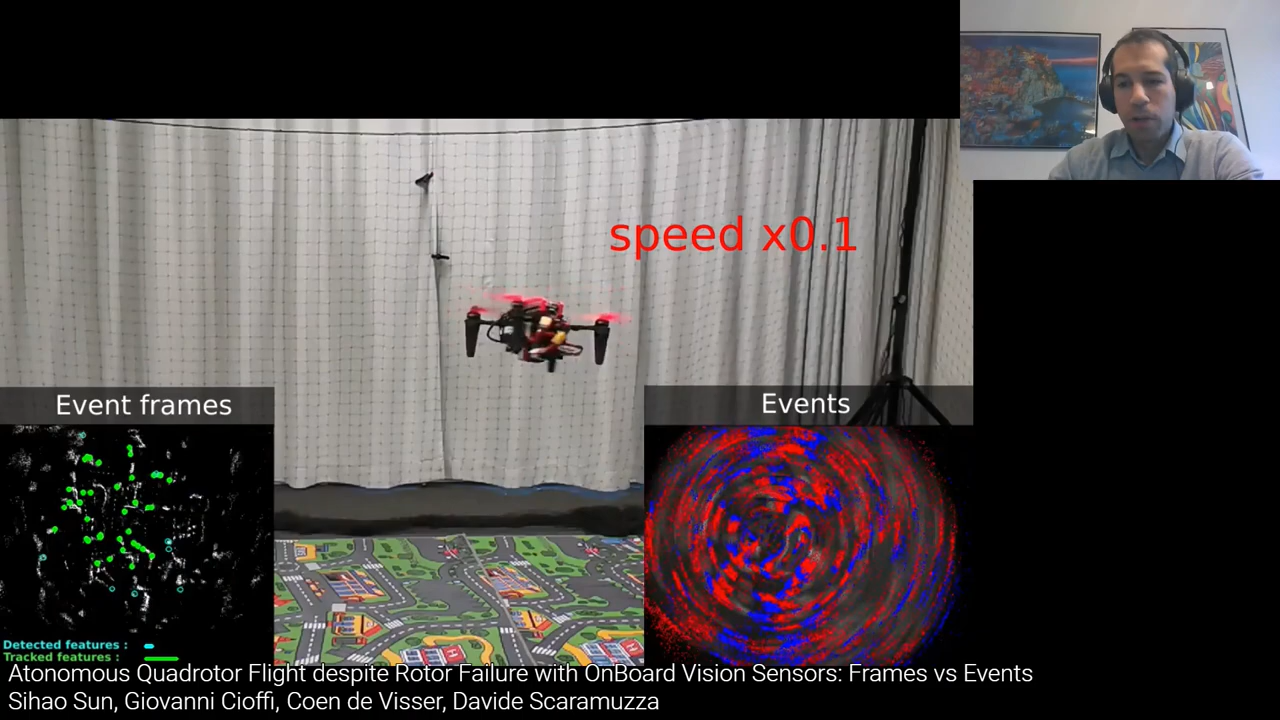 speed x0.1
Event frames
Events
Detected features :
Tracked features :
Atonomous Quadrotor Flight despite Rotor Failure with OnBoard Vision Sensors: Frames vs Events
Sihao Sun, Giovanni Cioffi, Coen de Visser, Davide Scaramuzza